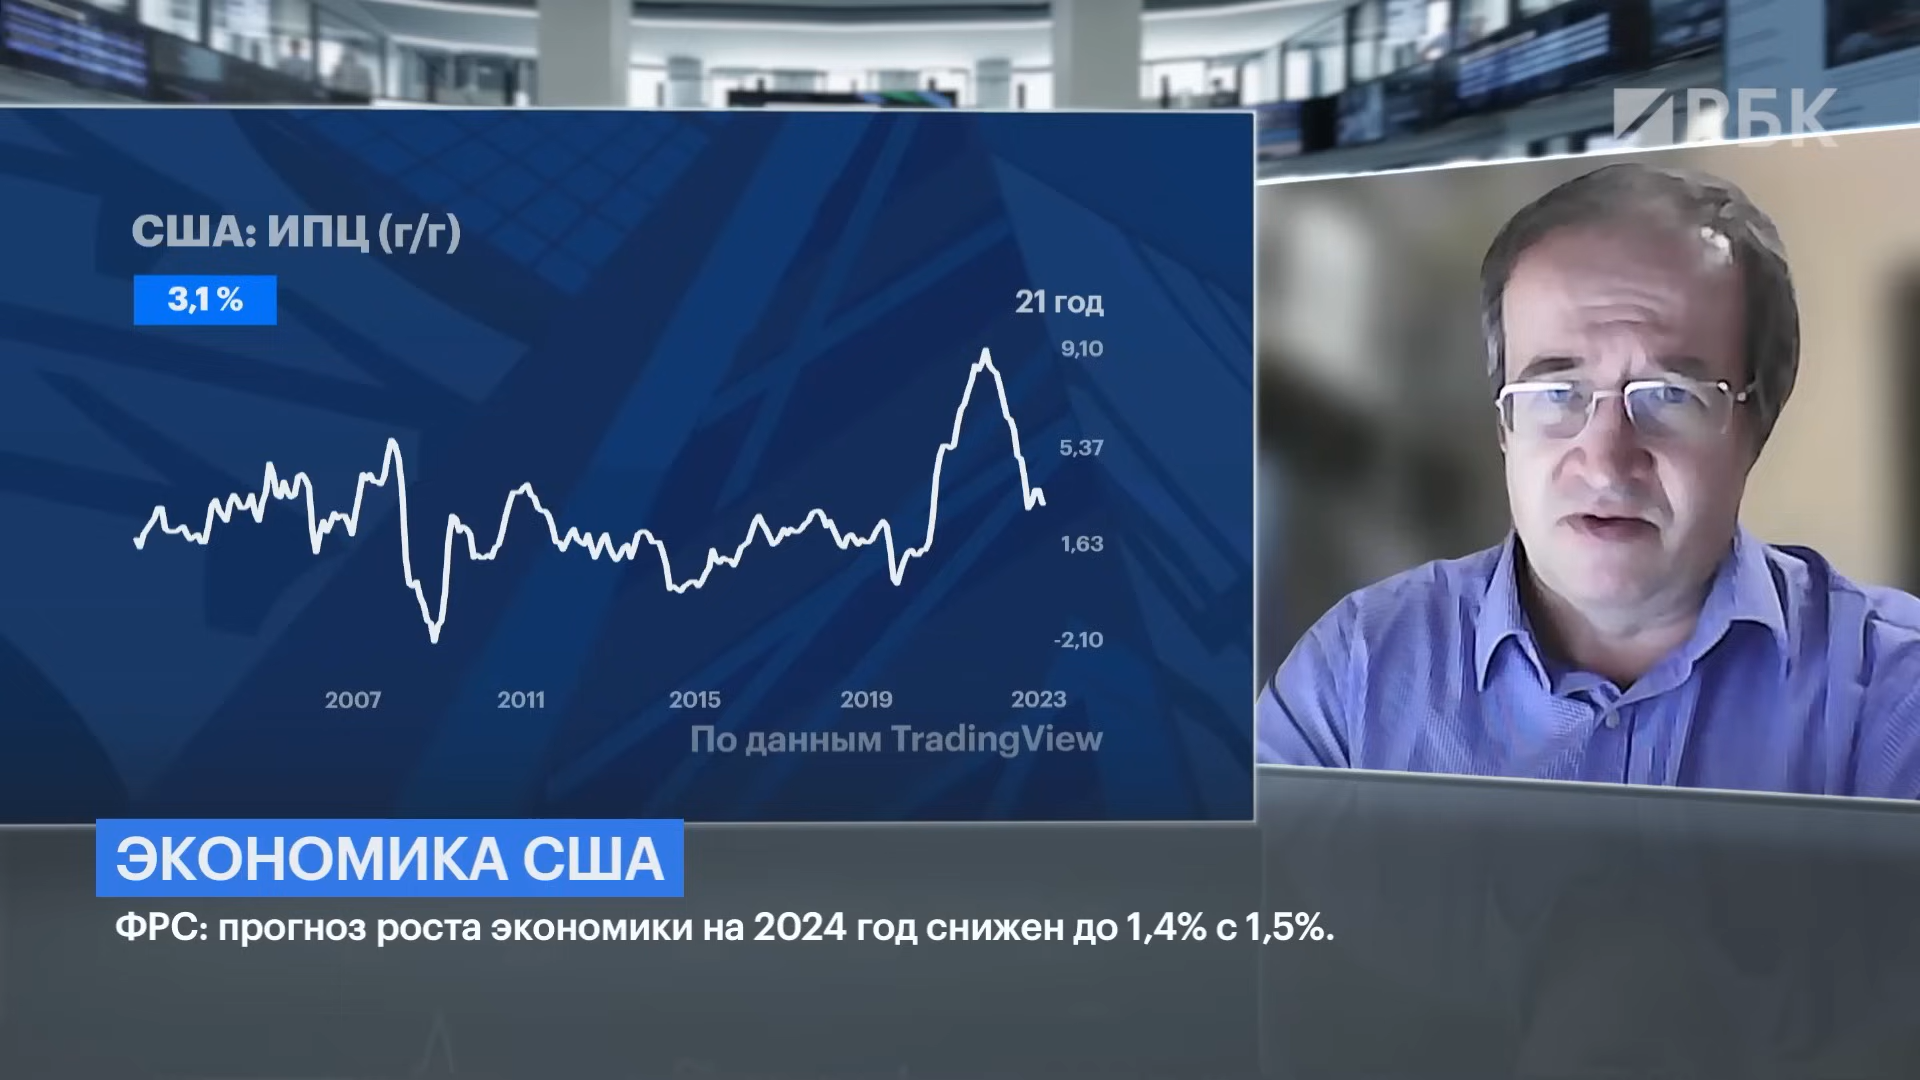 РБК
США: ИПЦ (г/г)
3,1 %
21 год
9,10
5,37
1,63
-2,10
2007 2011 2015 2019 2023
По данным TradingView
ЭКОНОМИКА США
ФРС: прогноз роста экономики на 2024 год снижен до 1,4% с 1,5%.